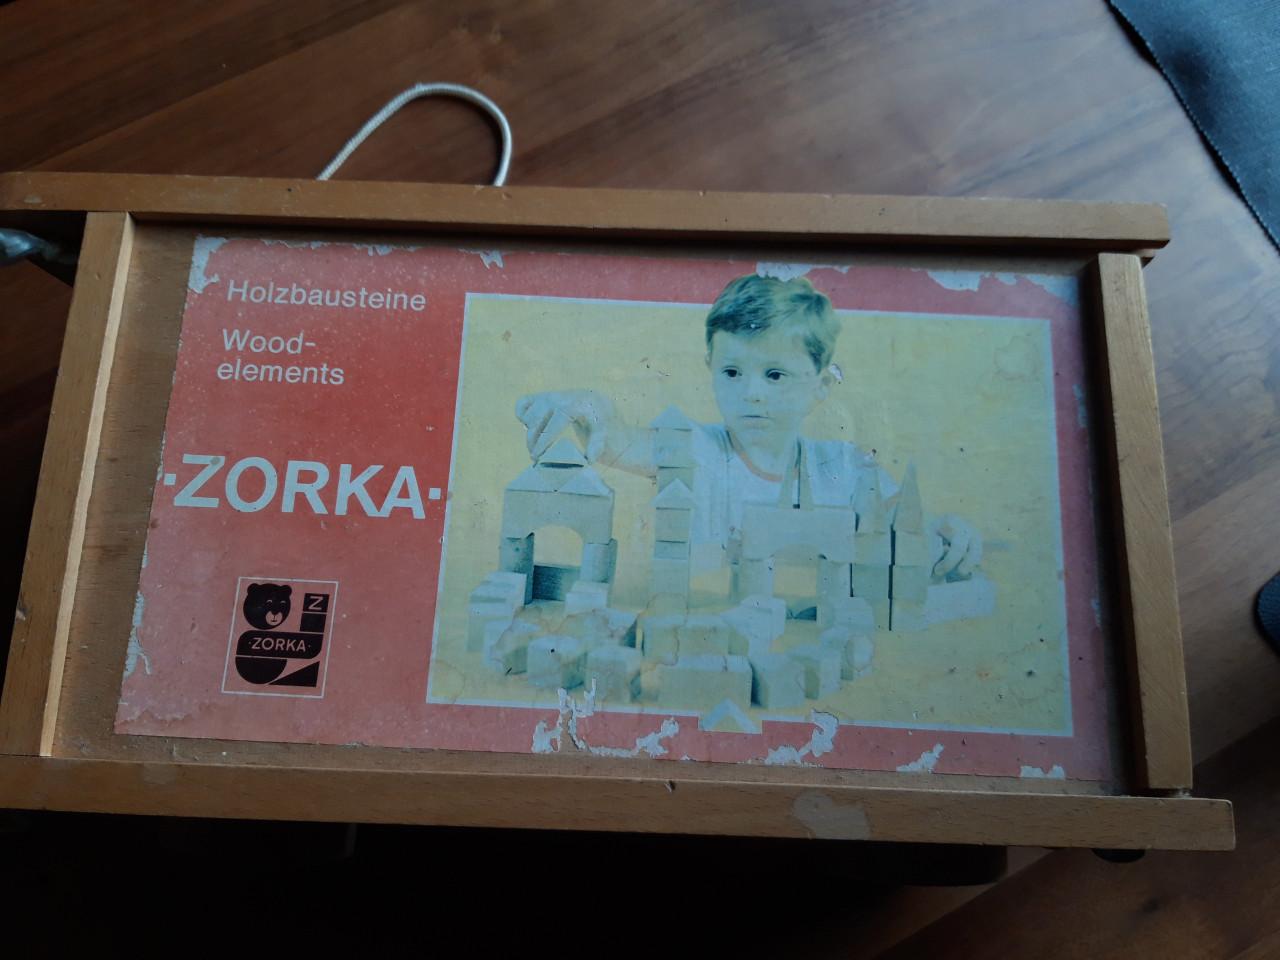 Holzbausteine
Wood-
elements
·ZORKA·
Z
·ZORKA·